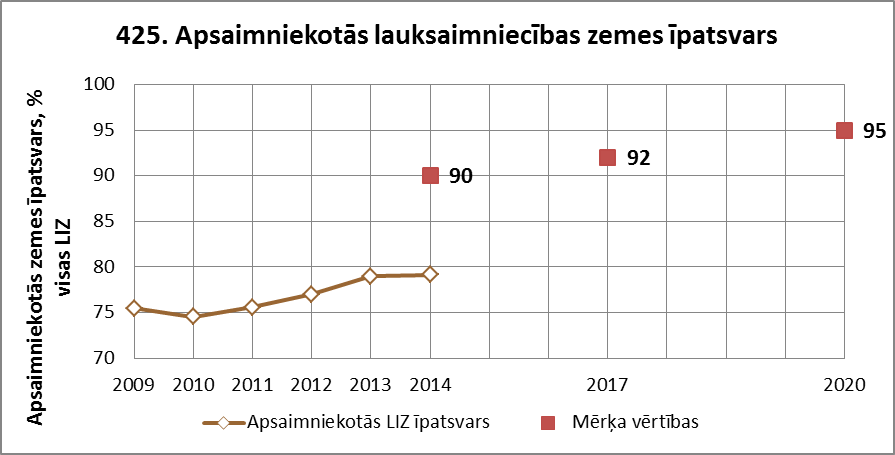 425. Apsaimniekotās lauksaimniecības zemes īpatsvars
Apsaimniekotās zemes īpatsvars, %
visas LIZ
100
95
90
85
80
75
70
90
92
95
2009 2010 2011 2012 2013 2014 2017 2020
Apsaimniekotās LIZ īpatsvars Mērķa vērtības